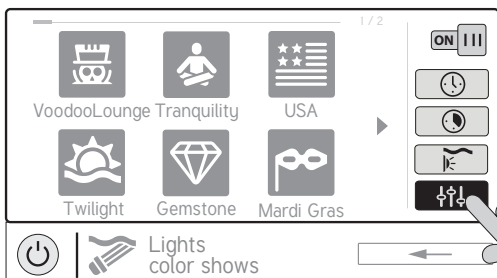 1 / 2
ON
VoodooLounge Tranquility USA
Twilight Gemstone Mardi Gras
Lights
color shows